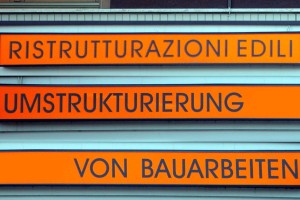 RISTRUTTURAZIONI EDILI
UMSTRUKTURIERUNG
VON BAUARBEITEN